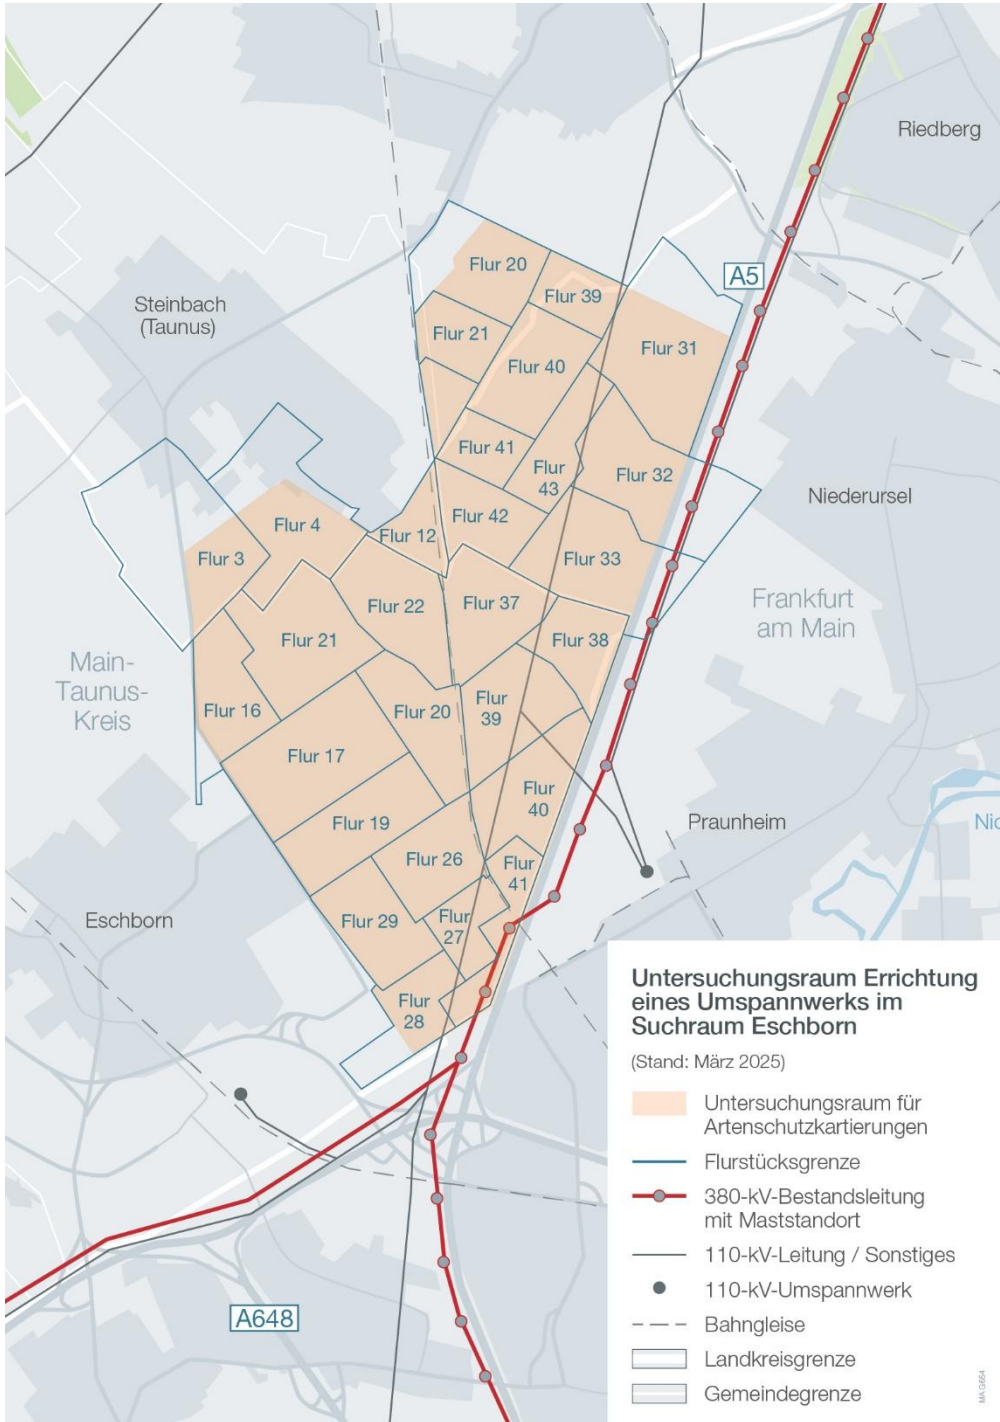 Riedberg
A5
Flur 20
Flur 39
Steinbach
(Taunus)
Flur 21
Flur 40
Flur 31
Flur 41
Flur
43
Flur 32
Niederursel
Flur 4
Flur 42
Flur 12
Flur 3
Flur 33
Frankfurt
am Main
Flur 22
Flur 37
Flur 21
Flur 38
Main-
Taunus-
Kreis
Flur 16
Flur 20
Flur
39
Flur 17
Flur
40
Flur 19
Praunheim
Nid
Flur 26
Flur
41
Eschborn
Flur 29
Flur
27
Flur
28
A648
Untersuchungsraum Errichtung
eines Umspannwerks im
Suchraum Eschborn
(Stand: März 2025)
Untersuchungsraum für
Artenschutzkartierungen
Flurstücksgrenze
380-kV-Bestandsleitung
mit Maststandort
110-kV-Leitung / Sonstiges
110-kV-Umspannwerk
Bahngleise
Landkreisgrenze
Gemeindegrenze